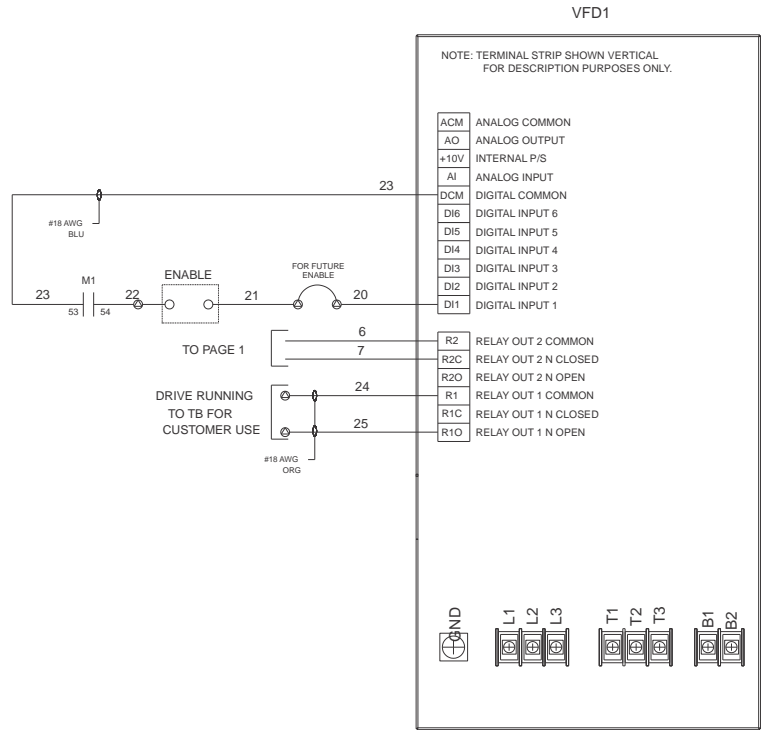 VFD1
NOTE: TERMINAL STRIP SHOWN VERTICAL
FOR DESCRIPTION PURPOSES ONLY.
ACM ANALOG COMMON
AO ANALOG OUTPUT
+10V INTERNAL P/S
AI ANALOG INPUT
23 DCM DIGITAL COMMON
DI6 DIGITAL INPUT 6
#18 AWG
BLU
DI5 DIGITAL INPUT 5
DI4 DIGITAL INPUT 4
DI3 DIGITAL INPUT 3
DI2 DIGITAL INPUT 2
DI1 DIGITAL INPUT 1
FOR FUTURE
ENABLE
ENABLE
M1
23
53
54
22
21
20
6
R2 RELAY OUT 2 COMMON
TO PAGE 1
7
R2C RELAY OUT 2 N CLOSED
R2O RELAY OUT 2 N OPEN
DRIVE RUNNING
TO TB FOR
CUSTOMER USE
24
R1 RELAY OUT 1 COMMON
R1C RELAY OUT 1 N CLOSED
25
R1O RELAY OUT 1 N OPEN
#18 AWG
ORG
GND
L1
L2
L3
T1
T2
T3
B1
B2